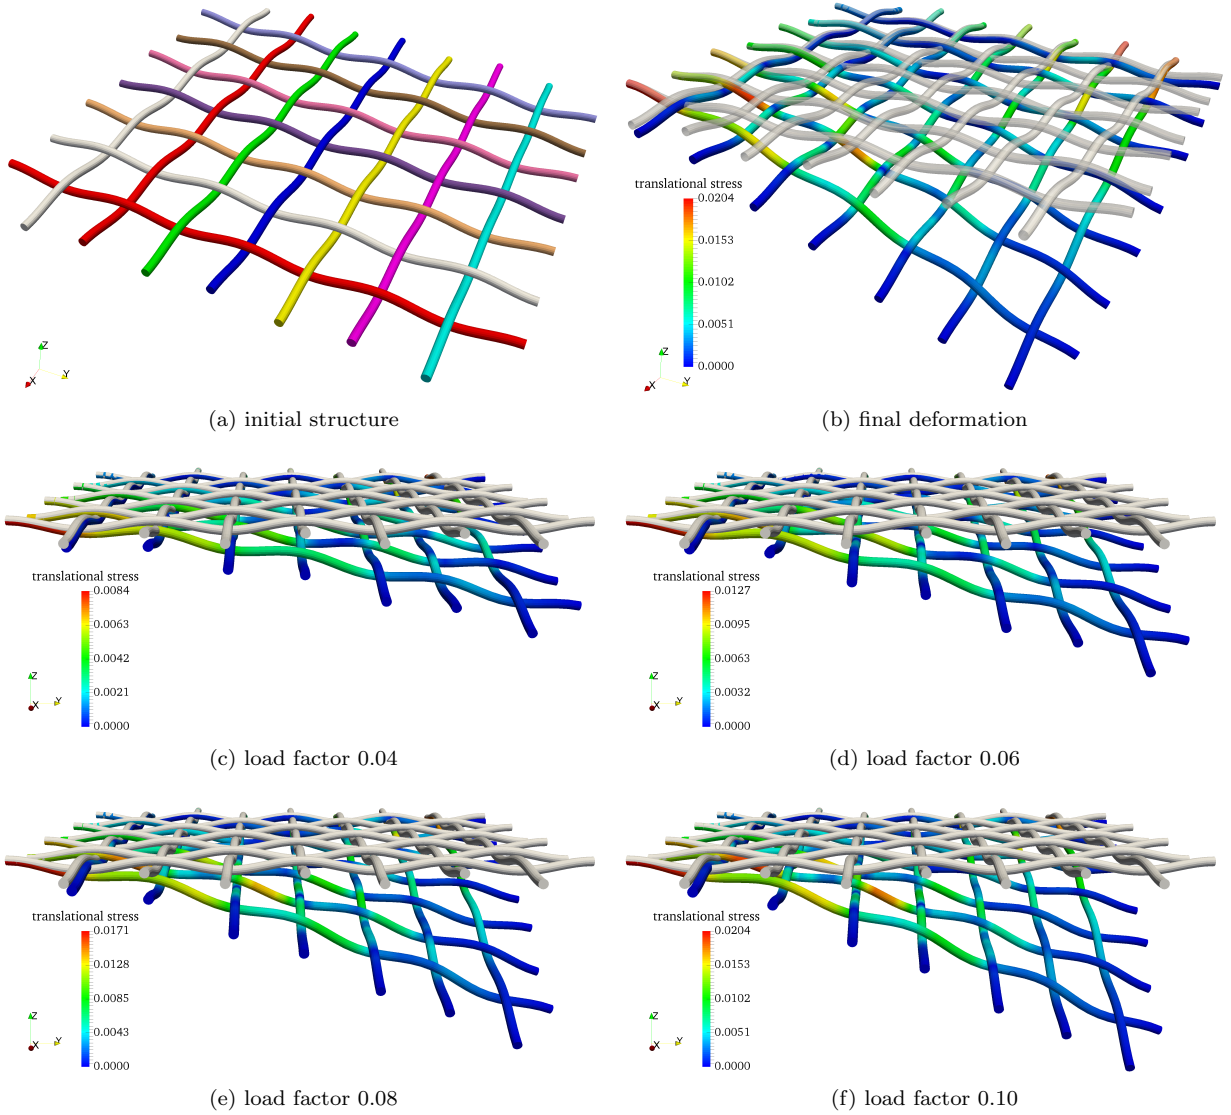 translational stress
0.0204
0.0153
0.0102
0.0051
0.0000
Z
X
Y
Z
X
Y
(a) initial structure
(b) final deformation
translational stress
0.0084
0.0063
0.0042
0.0021
0.0000
Z
X
Y
translational stress
0.0127
0.0095
0.0063
0.0032
0.0000
Z
X
Y
(c) load factor 0.04
(d) load factor 0.06
translational stress
0.0171
0.0128
0.0085
0.0043
0.0000
Z
X
Y
translational stress
0.0204
0.0153
0.0102
0.0051
0.0000
Z
X
Y
(e) load factor 0.08
(f) load factor 0.10